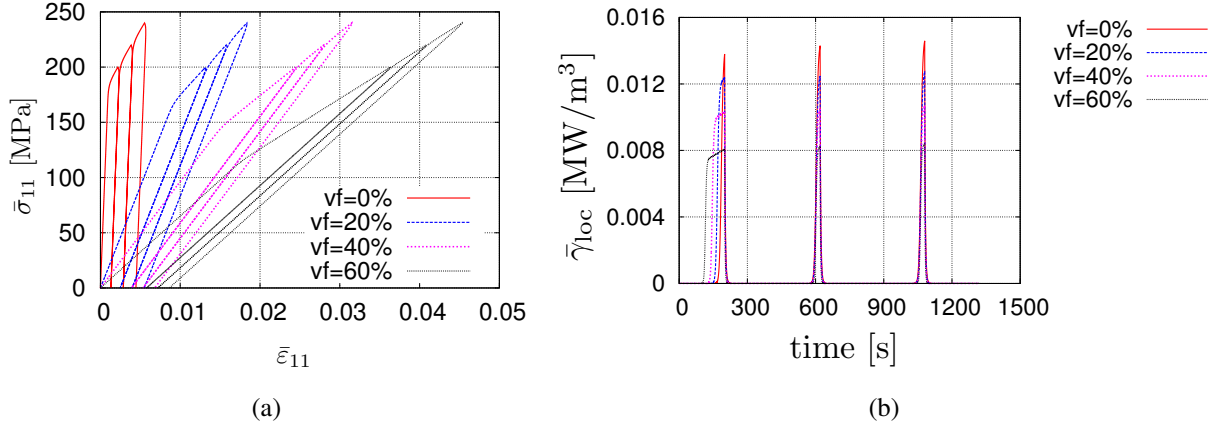 250
200
150
100
50
0
σ̄₁₁ [MPa]
0 0.01 0.02 0.03 0.04 0.05
ε̄₁₁
vf=0%
vf=20%
vf=40%
vf=60%
(a)
0.016
0.012
0.008
0.004
0
γ̄loc [MW/m³]
0 300 600 900 1200 1500
time [s]
vf=0%
vf=20%
vf=40%
vf=60%
(b)